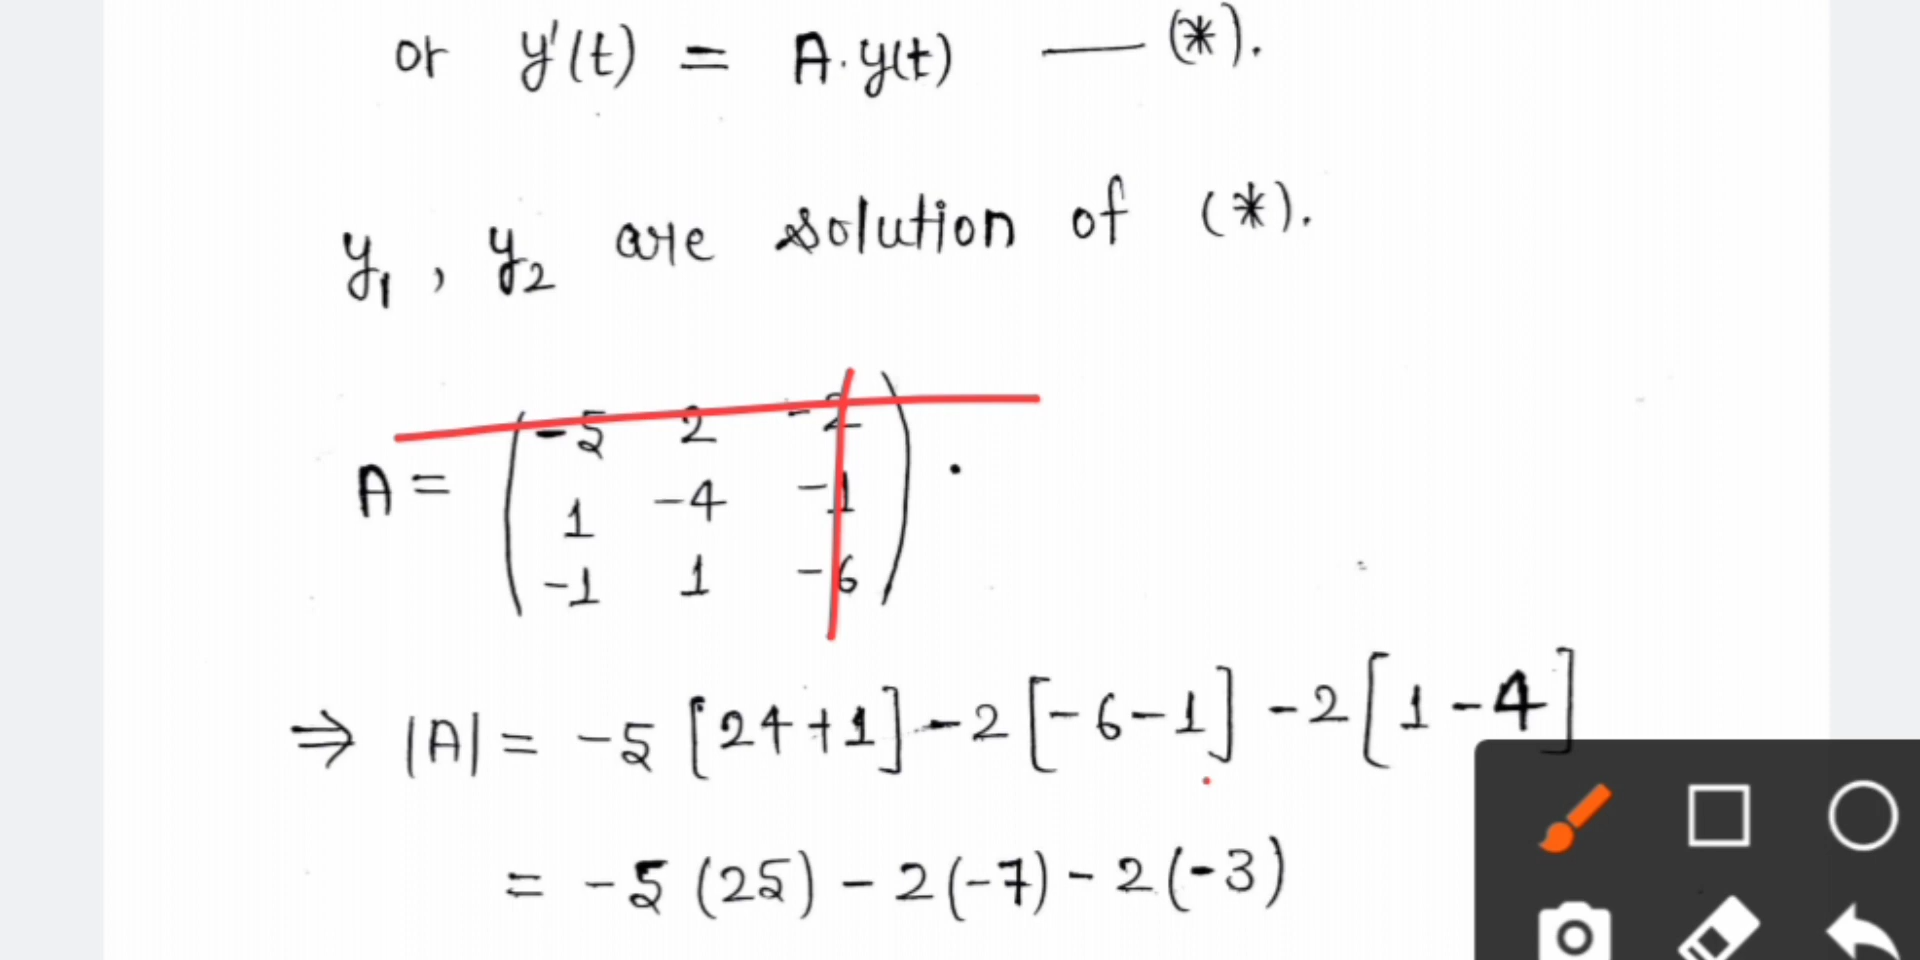 or y'(t) = A.y(t) — (*).
y₁, y₂ are solution of (*).
A = ( -5 2 -2
1 -4 -1
-1 1 -6 ) .
⇒ |A| = -5 [24+1] -2 [-6-1] -2 [1-4]
= -5 (25) - 2(-7) - 2(-3)